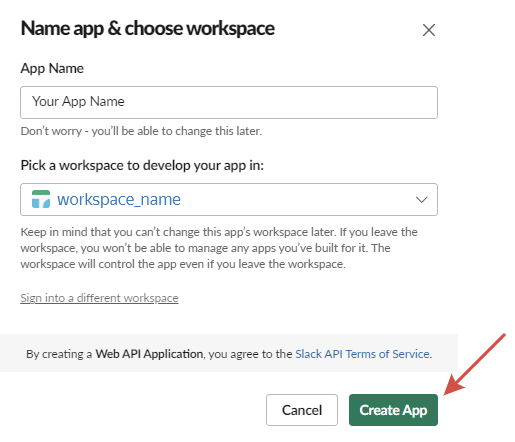 Name app & choose workspace
App Name
Your App Name
Don't worry - you'll be able to change this later.
Pick a workspace to develop your app in:
workspace_name
Keep in mind that you can't change this app's workspace later. If you leave the
workspace, you won't be able to manage any apps you've built for it. The
workspace will control the app even if you leave the workspace.
Sign into a different workspace
By creating a Web API Application, you agree to the Slack API Terms of Service.
Cancel
Create App